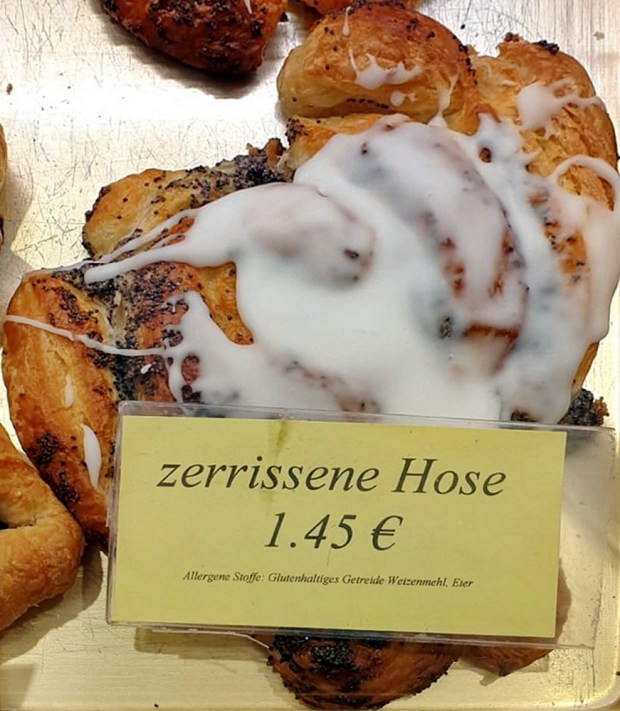 zerrissene Hose
1.45 €
Allergene Stoffe: Glutenhaltiges Getreide Weizenmehl, Eier